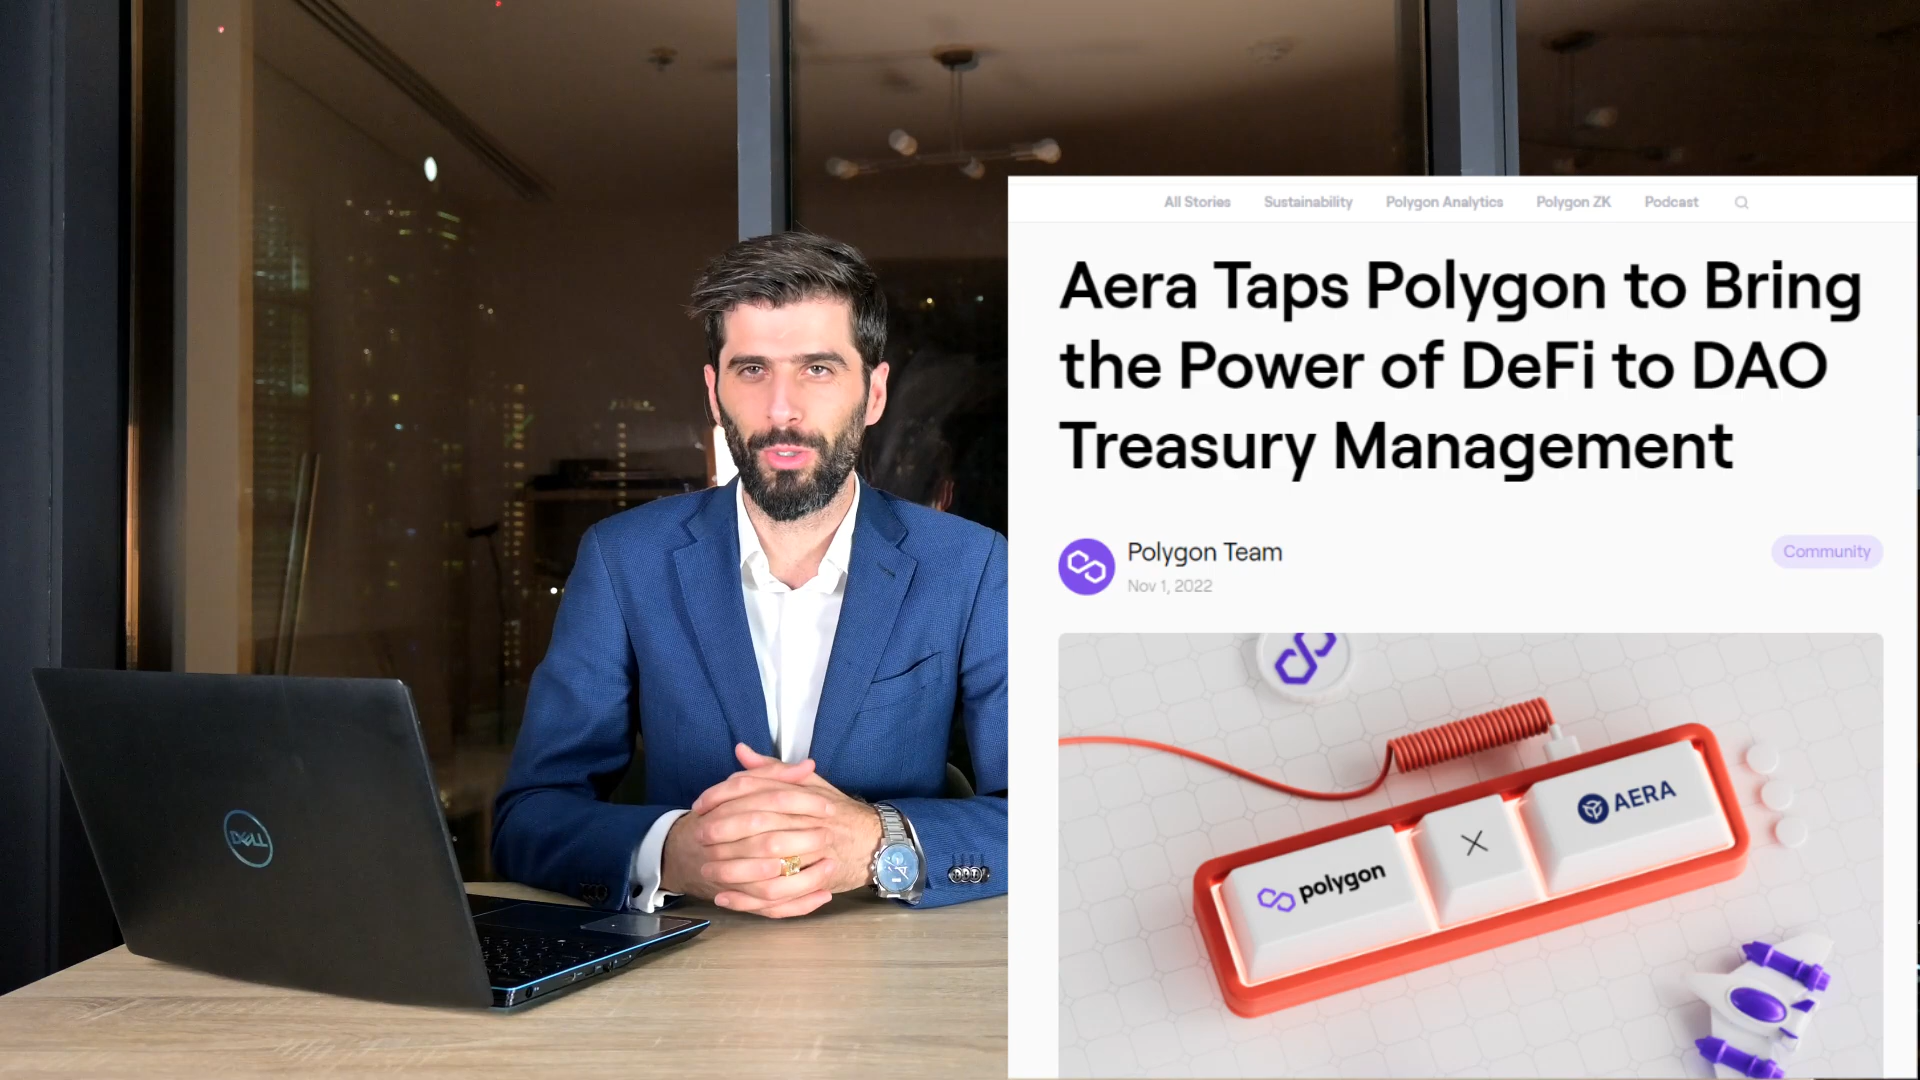 All Stories Sustainability Polygon Analytics Polygon ZK Podcast
Aera Taps Polygon to Bring
the Power of DeFi to DAO
Treasury Management
Polygon Team
Community
Nov 1, 2022
polygon
AERA
DELL